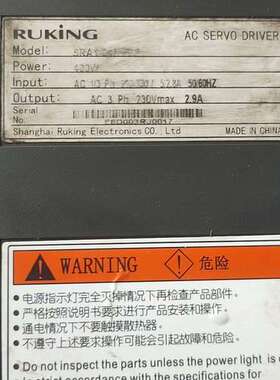 RUKING AC SERVO DRIVER
Model:
Power: 400W
Input: AC 50/60HZ
Output: AC 3 Ph 230Vmax 2.9A
Serial
Number
Shanghai Ruking Electronics CO., Ltd MADE IN CHINA
WARNING 危险
●电源指示灯完全灭掉情况下再检查产品部件。
●严格按照说明书要求进行产品安装和操作。
●通电情况下不要触摸散热器。
●不遵守上述要求操作可能会引起故障和危险。
●Do not inspect the parts unless the power light is
in strict accordance with the specifications for